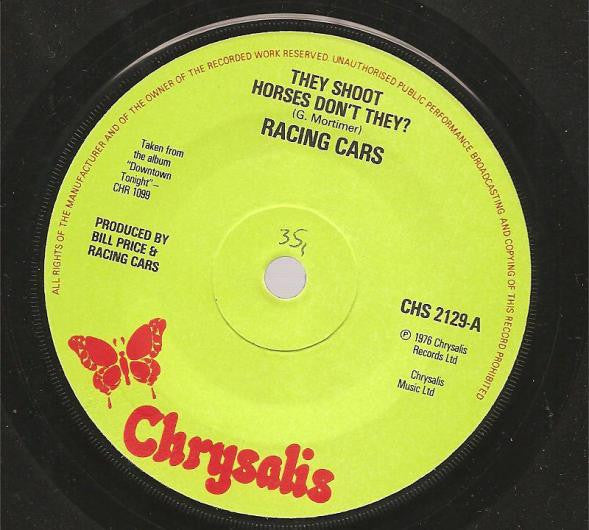 ALL RIGHTS OF THE MANUFACTURER AND OF THE OWNER OF THE RECORDED WORK RESERVED. UNAUTHORISED PUBLIC PERFORMANCE BROADCASTING AND COPYING OF THIS RECORD PROHIBITED
THEY SHOOT
HORSES DON'T THEY?
(G. Mortimer)
RACING CARS
Taken from
the album
"Downtown
Tonight"–
CHR 1099
PRODUCED BY
BILL PRICE &
RACING CARS
35,
CHS 2129-A
℗ 1976 Chrysalis
Records Ltd
Chrysalis
Music Ltd
Chrysalis